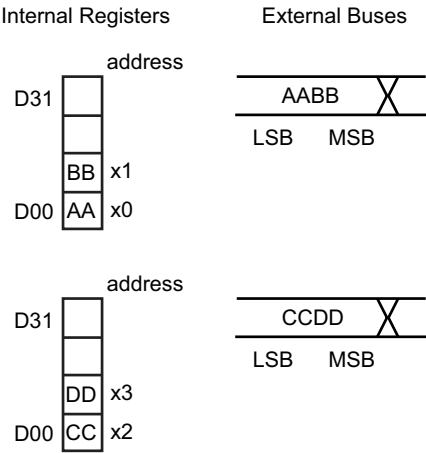 Internal Registers External Buses
address
D31 AABB
LSB MSB
BB x1
D00 AA x0
address
D31 CCDD
LSB MSB
DD x3
D00 CC x2